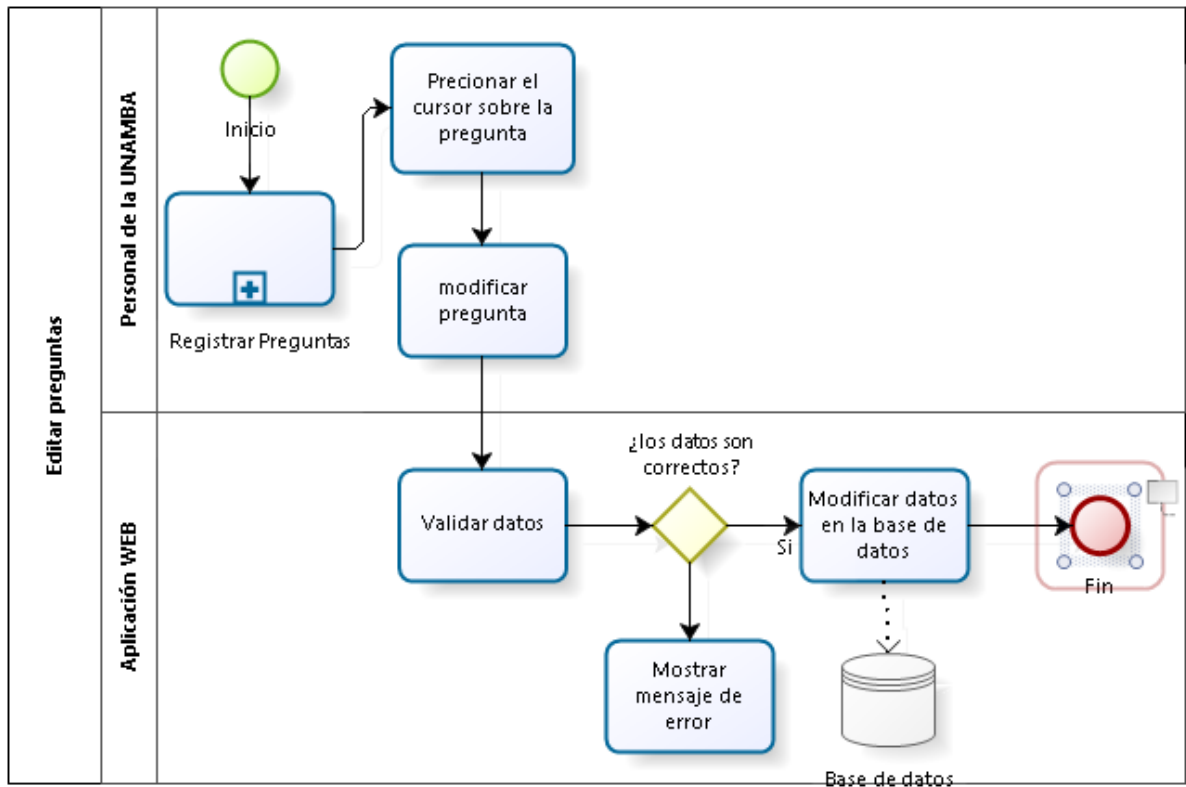 Editar preguntas
Personal de la UNAMBA
Inicio
Registrar Preguntas
Precionar el
cursor sobre la
pregunta
modificar
pregunta
Aplicación WEB
Validar datos
¿los datos son
correctos?
Si
Modificar datos
en la base de
datos
Fin
Mostrar
mensaje de
error
Base de datos